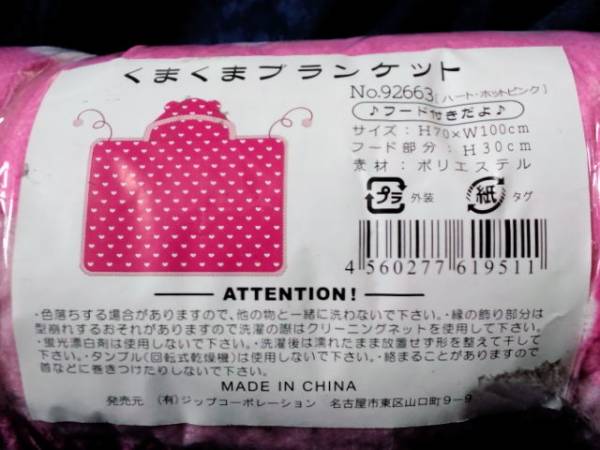 くまくまブランケット
No.92663[ハート・ホットピンク]
♪フード付きだよ♪
サイズ：H70×W100cm
フード部分：H30cm
素材：ポリエステル
プラ 外装 紙 タグ
4 560277 619511
ATTENTION!
・色落ちする場合がありますので、他の物と一緒に洗わないで下さい。・縁の飾り部分は
型崩れするおそれがありますので洗濯の際はクリーニングネットを使用して下さい。
・蛍光漂白剤は使用しないで下さい。・洗濯後は濡れたまま放置せず形を整えて干して
下さい。・タンブル(回転式乾燥機)は使用しないで下さい。・絡まることがありますので
首などに巻きつけたりしないで下さい。
MADE IN CHINA
発売元 (有)ジップコーポレーション 名古屋市東区山口町9－9